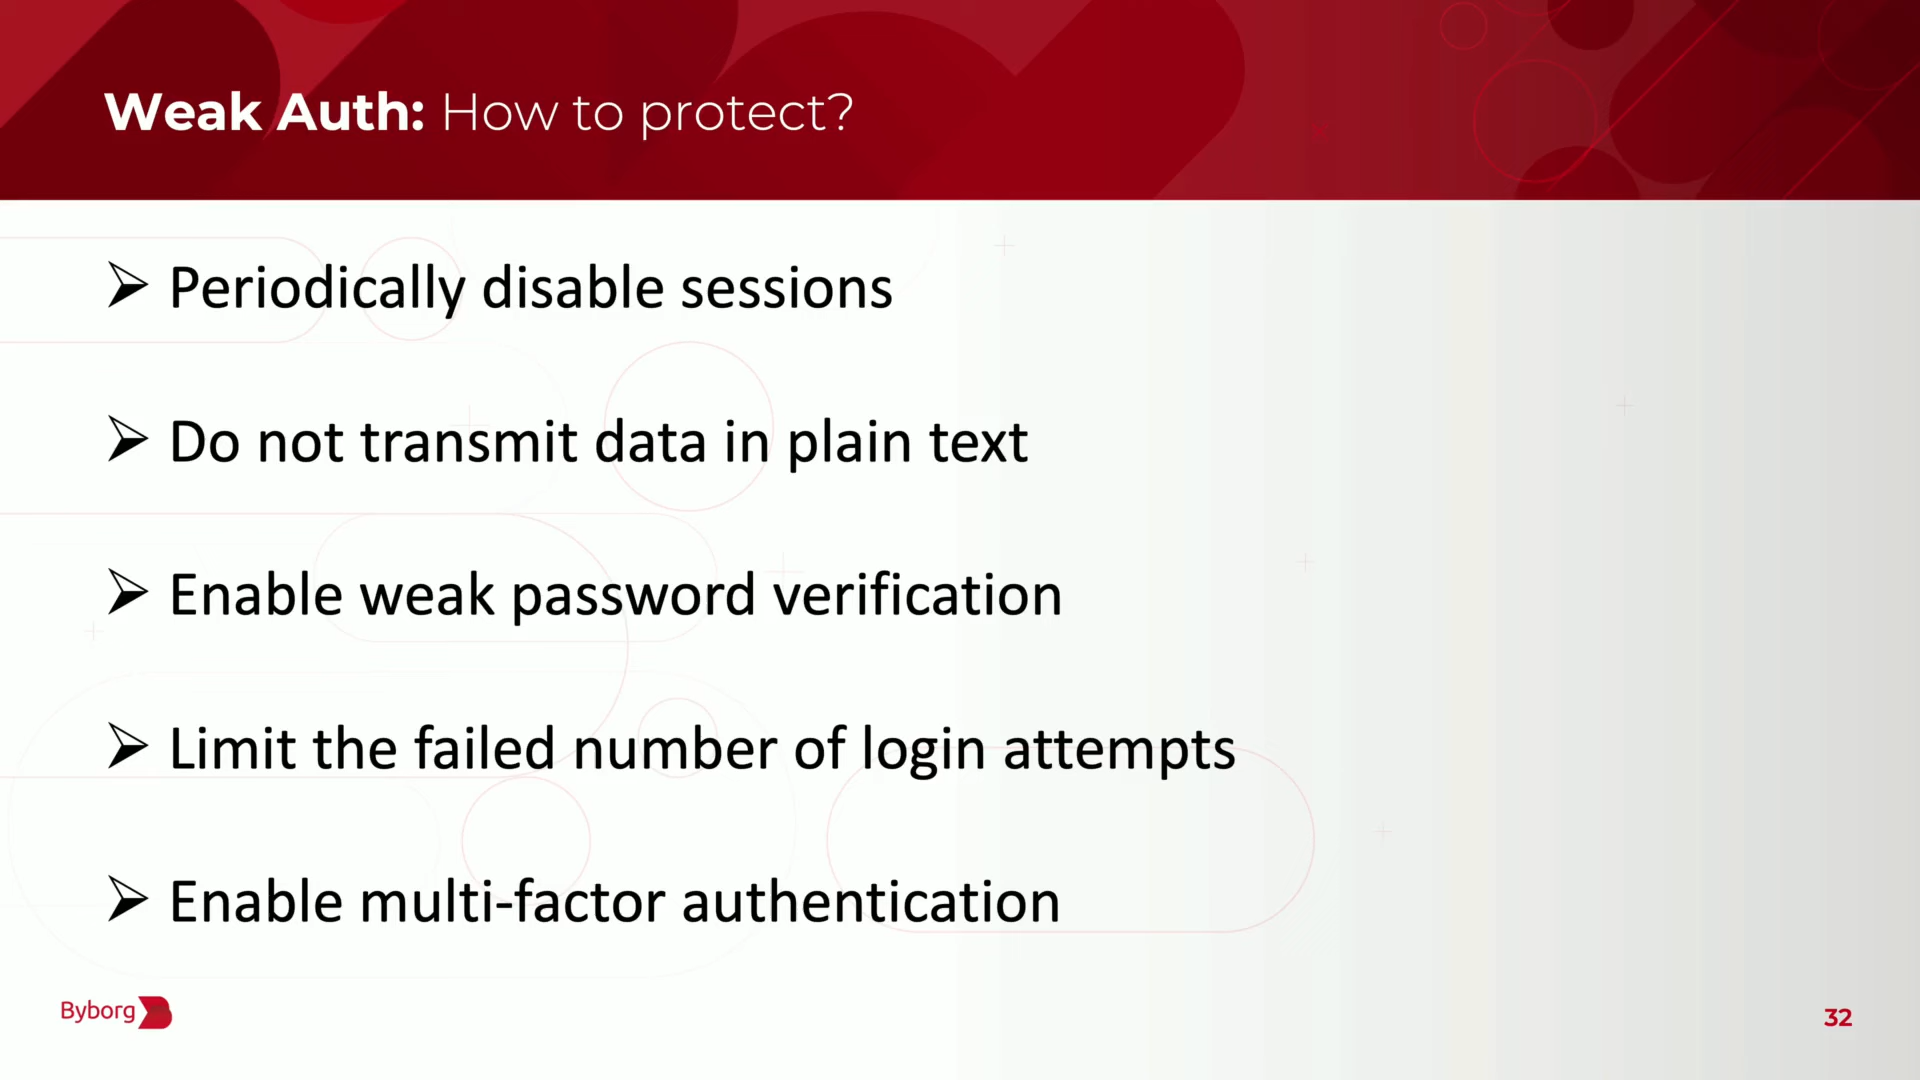 Weak Auth: How to protect?
Periodically disable sessions
Do not transmit data in plain text
Enable weak password verification
Limit the failed number of login attempts
Enable multi-factor authentication
Byborg
32